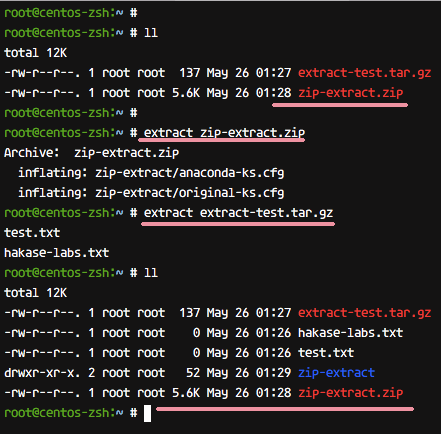 root@centos-zsh:~ #
root@centos-zsh:~ # ll
total 12K
-rw-r--r--. 1 root root  137 May 26 01:27 extract-test.tar.gz
-rw-r--r--. 1 root root 5.6K May 26 01:28 zip-extract.zip
root@centos-zsh:~ #
root@centos-zsh:~ # extract zip-extract.zip
Archive:  zip-extract.zip
  inflating: zip-extract/anaconda-ks.cfg
  inflating: zip-extract/original-ks.cfg
root@centos-zsh:~ # extract extract-test.tar.gz
test.txt
hakase-labs.txt
root@centos-zsh:~ # ll
total 12K
-rw-r--r--. 1 root root  137 May 26 01:27 extract-test.tar.gz
-rw-r--r--. 1 root root    0 May 26 01:26 hakase-labs.txt
-rw-r--r--. 1 root root    0 May 26 01:26 test.txt
drwxr-xr-x. 2 root root   52 May 26 01:29 zip-extract
-rw-r--r--. 1 root root 5.6K May 26 01:28 zip-extract.zip
root@centos-zsh:~ #